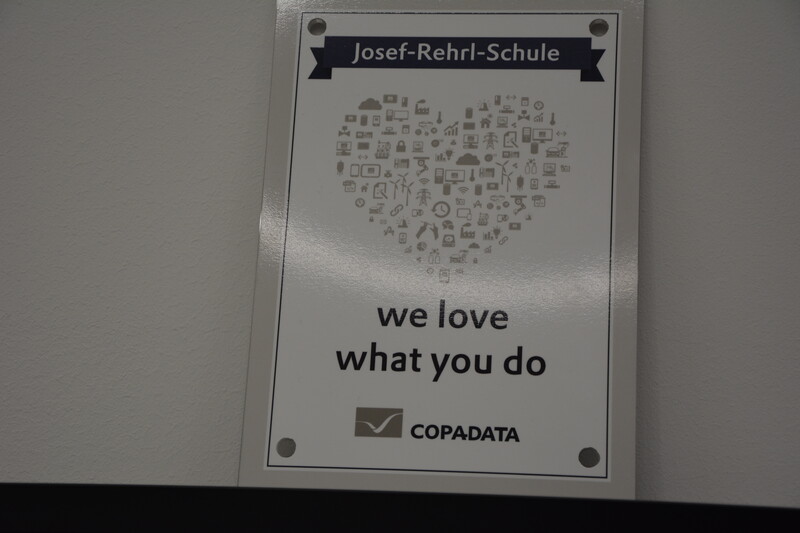 Josef-Rehrl-Schule
we love
what you do
COPADATA